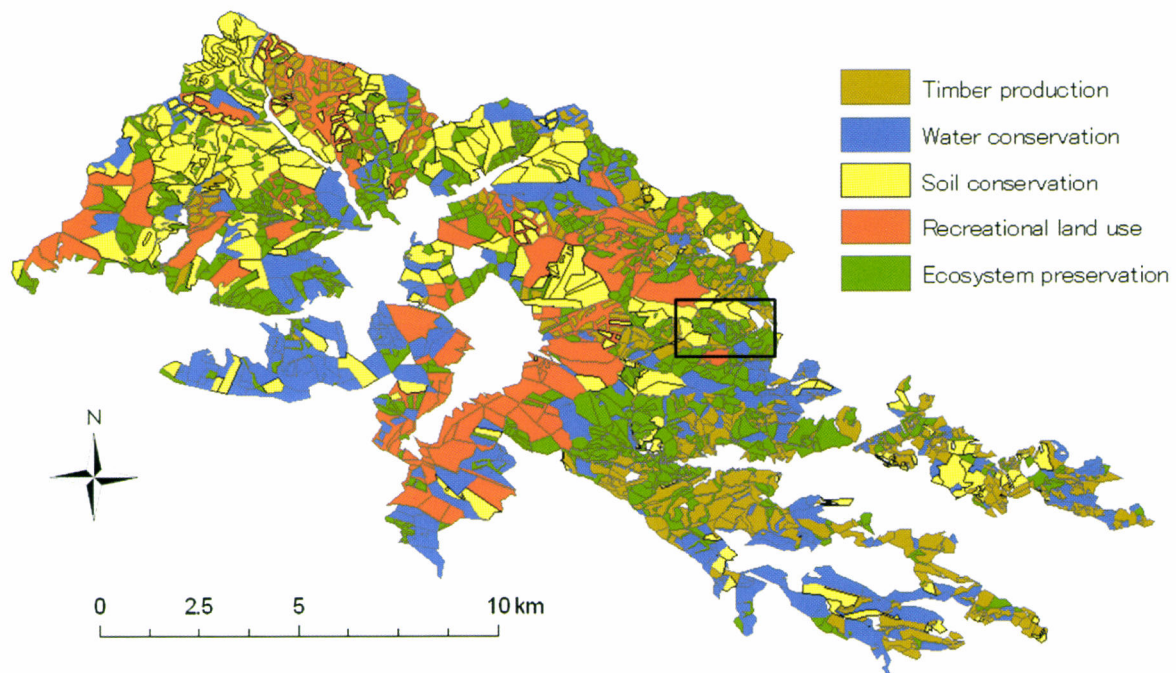 Timber production
Water conservation
Soil conservation
Recreational land use
Ecosystem preservation
N
0 2.5 5 10 km